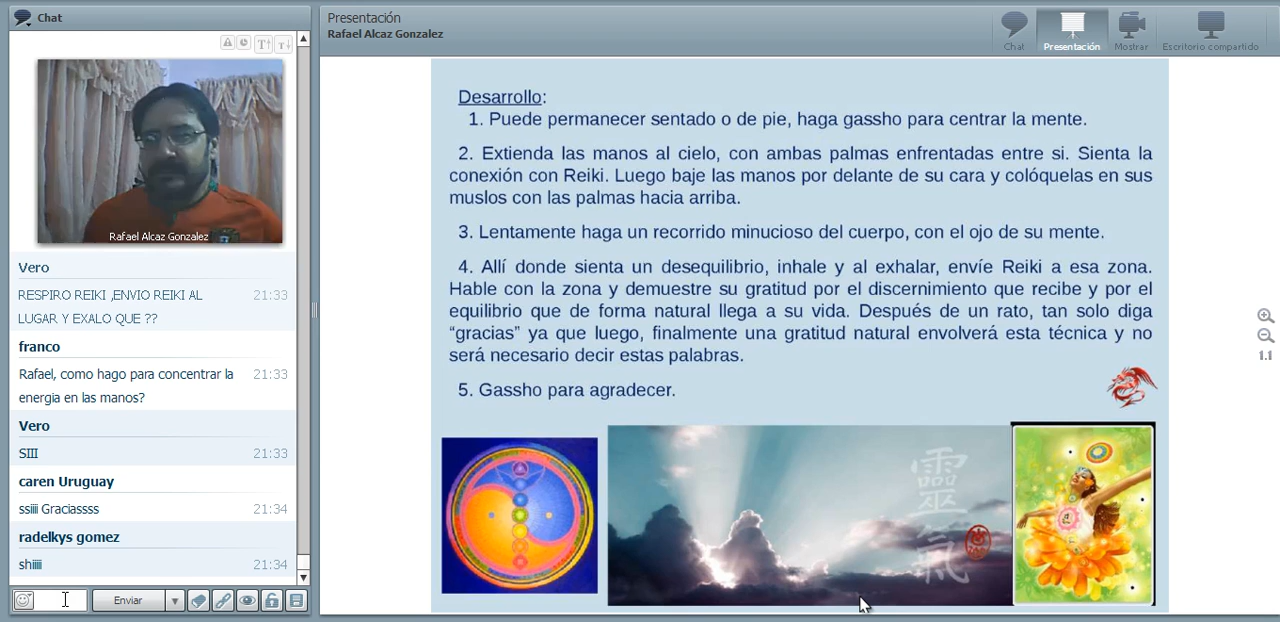 Chat
Presentación
Rafael Alcaz Gonzalez
Chat
Presentación
Mostrar
Escritorio compartido
Rafael Alcaz Gonzalez
Vero
RESPIRO REIKI ,ENVIO REIKI AL
LUGAR Y EXALO QUE ??
21:33
franco
Rafael, como hago para concentrar la
energia en las manos?
21:33
Vero
SIII
21:33
caren Uruguay
ssiiii Graciassss
21:34
radelkys gomez
shiiii
21:34
Enviar
Desarrollo:
1. Puede permanecer sentado o de pie, haga gassho para centrar la mente.
2. Extienda las manos al cielo, con ambas palmas enfrentadas entre si. Sienta la
conexión con Reiki. Luego baje las manos por delante de su cara y colóquelas en sus
muslos con las palmas hacia arriba.
3. Lentamente haga un recorrido minucioso del cuerpo, con el ojo de su mente.
4. Allí donde sienta un desequilibrio, inhale y al exhalar, envíe Reiki a esa zona.
Hable con la zona y demuestre su gratitud por el discernimiento que recibe y por el
equilibrio que de forma natural llega a su vida. Después de un rato, tan solo diga
“gracias” ya que luego, finalmente una gratitud natural envolverá esta técnica y no
será necesario decir estas palabras.
5. Gassho para agradecer.
靈
氣
1.1